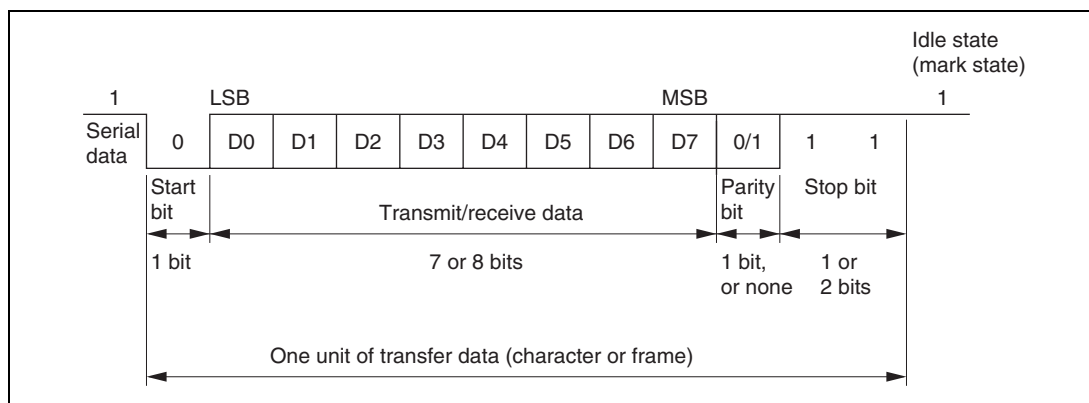 Idle state
(mark state)
1 LSB MSB 1
Serial
data
0 D0 D1 D2 D3 D4 D5 D6 D7 0/1 1 1
Start
bit
Transmit/receive data
Parity
bit
Stop bit
1 bit
7 or 8 bits
1 bit,
or none
1 or
2 bits
One unit of transfer data (character or frame)